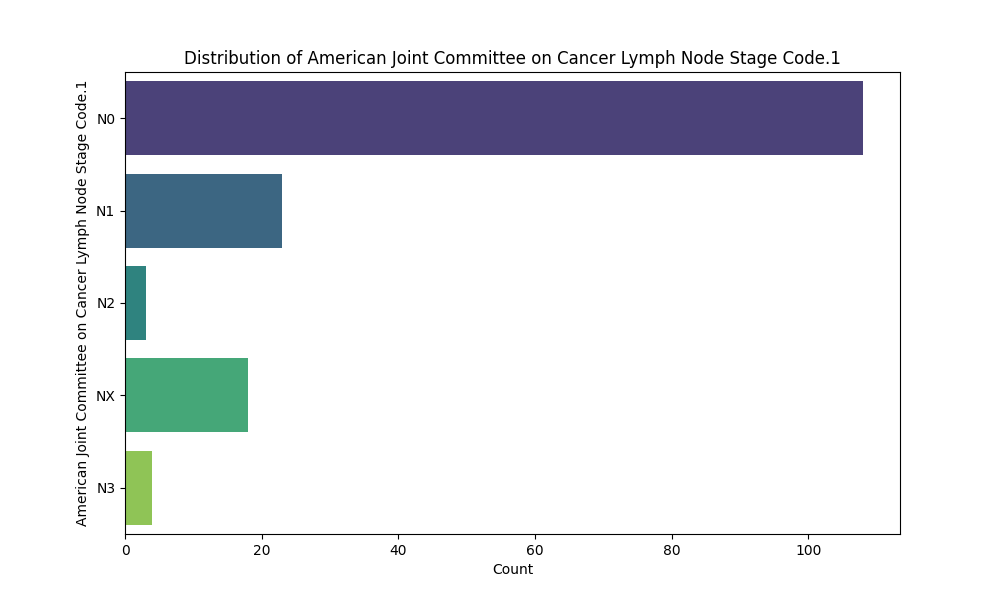 Distribution of American Joint Committee on Cancer Lymph Node Stage Code.1
American Joint Committee on Cancer Lymph Node Stage Code.1
N0
N1
N2
NX
N3
0 20 40 60 80 100
Count